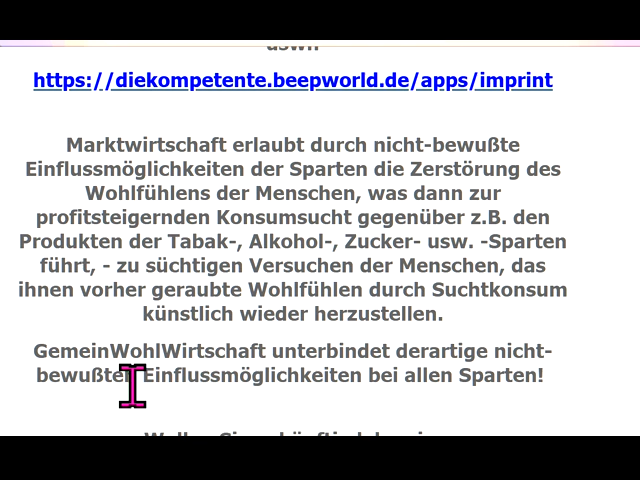 uswn
https://diekompetente.beepworld.de/apps/imprint
Marktwirtschaft erlaubt durch nicht-bewußte
Einflussmöglichkeiten der Sparten die Zerstörung des
Wohlfühlens der Menschen, was dann zur
profitsteigernden Konsumsucht gegenüber z.B. den
Produkten der Tabak-, Alkohol-, Zucker- usw. -Sparten
führt, - zu süchtigen Versuchen der Menschen, das
ihnen vorher geraubte Wohlfühlen durch Suchtkonsum
künstlich wieder herzustellen.
GemeinWohlWirtschaft unterbindet derartige nicht-
bewußten Einflussmöglichkeiten bei allen Sparten!